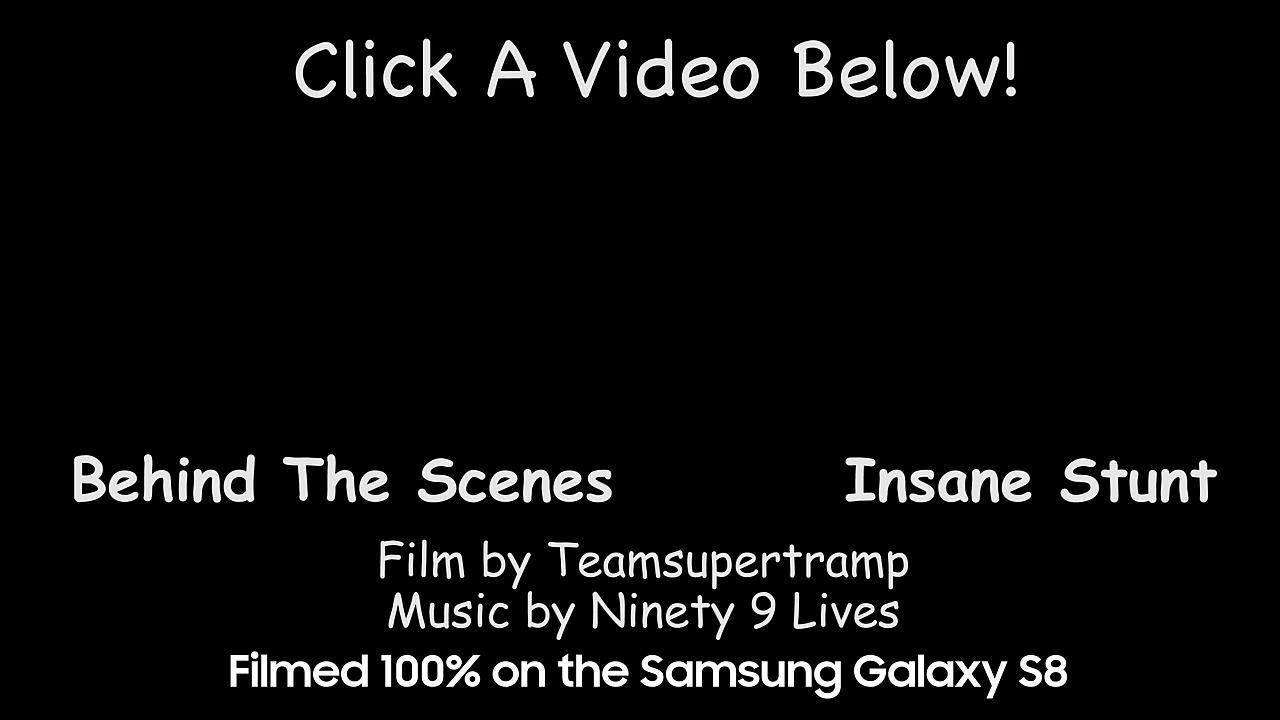 Click A Video Below!
Behind The Scenes
Insane Stunt
Film by Teamsupertramp
Music by Ninety 9 Lives
Filmed 100% on the Samsung Galaxy S8